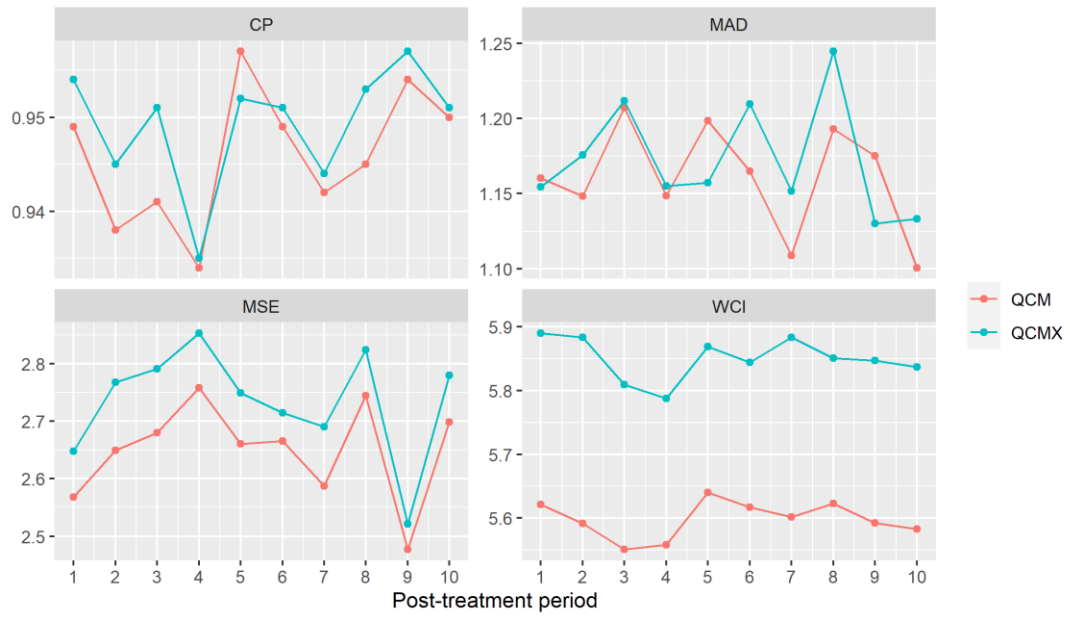 CP
MAD
0.95
0.94
1.25
1.20
1.15
1.10
MSE
WCI
2.8
2.7
2.6
2.5
5.9
5.8
5.7
5.6
1 2 3 4 5 6 7 8 9 10
1 2 3 4 5 6 7 8 9 10
Post-treatment period
QCM
QCMX